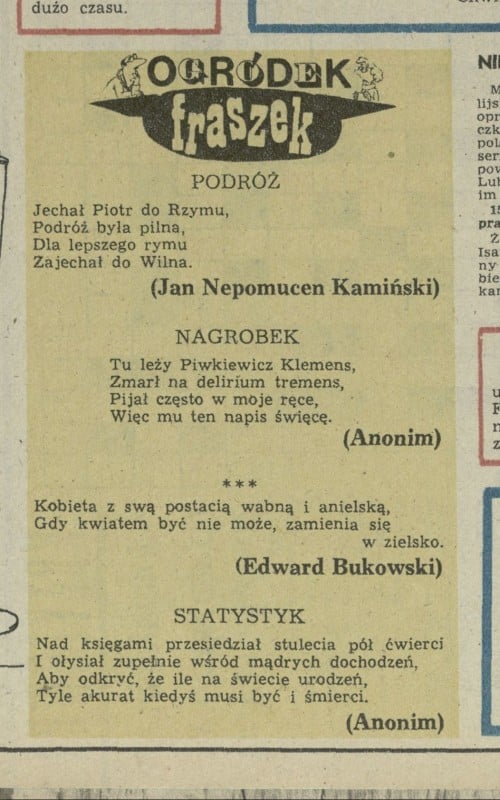 dużo czasu.
OGRÓDEK
fraszek
PODRÓŻ
Jechał Piotr do Rzymu,
Podróż była pilna,
Dla lepszego rymu
Zajechał do Wilna.
(Jan Nepomucen Kamiński)
NAGROBEK
Tu leży Piwkiewicz Klemens,
Zmarł na delirium tremens,
Pijał często w moje ręce,
Więc mu ten napis święcę.
(Anonim)
***
Kobieta z swą postacią wabną i anielską,
Gdy kwiatem być nie może, zamienia się
w zielsko.
(Edward Bukowski)
STATYSTYK
Nad księgami przesiedział stulecia pół ćwierci
I ołysiał zupełnie wśród mądrych dochodzeń,
Aby odkryć, że ile na świecie urodzeń,
Tyle akurat kiedyś musi być i śmierci.
(Anonim)